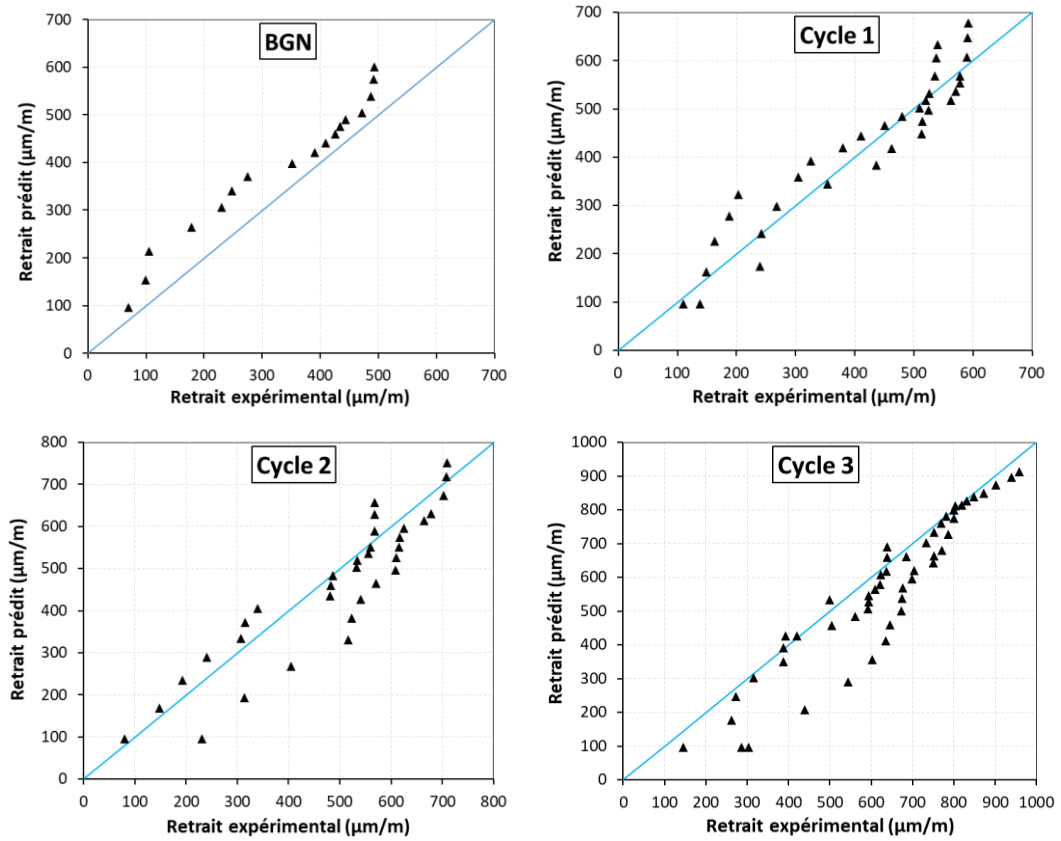 BGN
Retrait prédit (µm/m)
700
600
500
400
300
200
100
0
0 100 200 300 400 500 600 700
Retrait expérimental (µm/m)
Cycle 1
Retrait prédit (µm/m)
700
600
500
400
300
200
100
0
0 100 200 300 400 500 600 700
Retrait expérimental (µm/m)
Cycle 2
Retrait prédit (µm/m)
800
700
600
500
400
300
200
100
0
0 100 200 300 400 500 600 700 800
Retrait expérimental (µm/m)
Cycle 3
Retrait prédit (µm/m)
1000
900
800
700
600
500
400
300
200
100
0
0 100 200 300 400 500 600 700 800 900 1000
Retrait expérimental (µm/m)